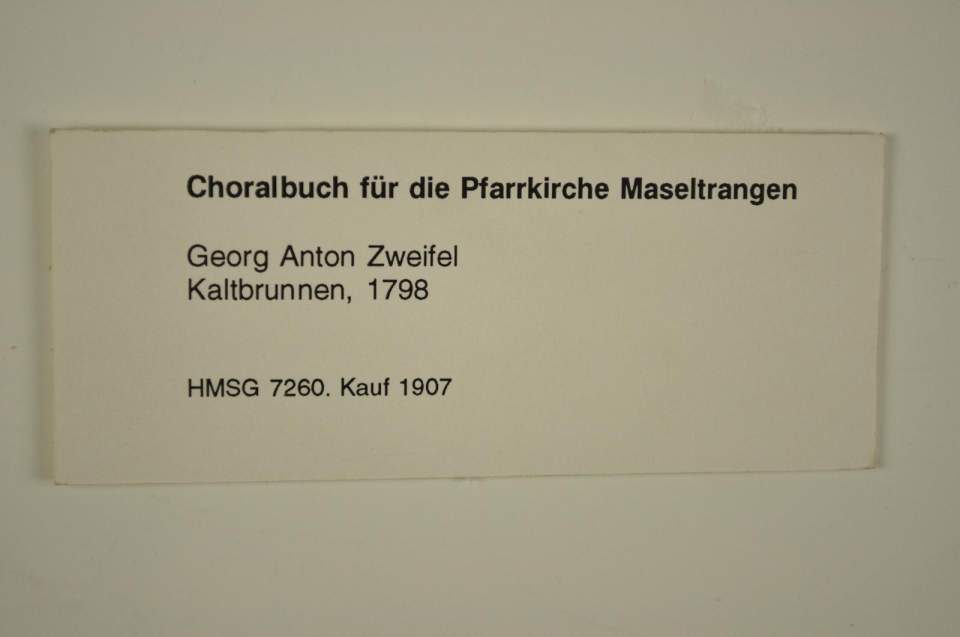 Choralbuch für die Pfarrkirche Maseltrangen
Georg Anton Zweifel
Kaltbrunnen, 1798
HMSG 7260. Kauf 1907